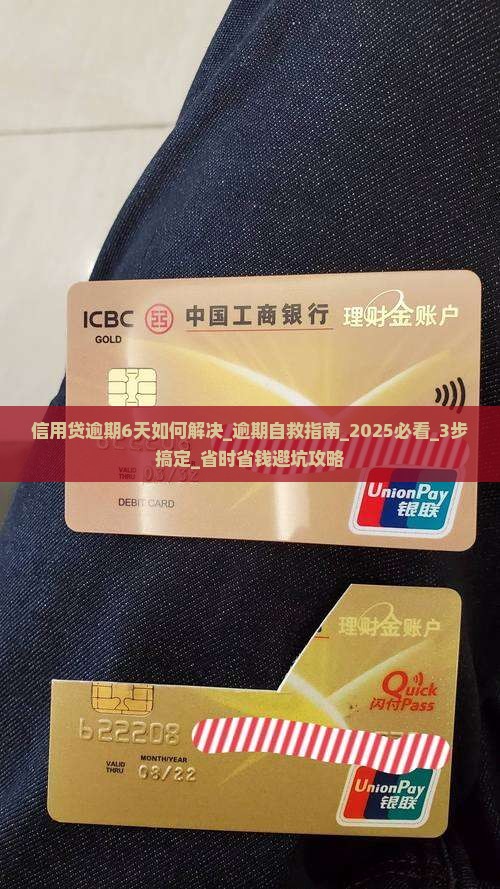 ICBC 中国工商银行 理财金账户
GOLD
信用贷逾期6天如何解决_逾期自救指南_2025必看_3步
搞定_省时省钱避坑攻略
DEBIT CARD
UnionPay
银联
理财金账户
Quick
闪付Pass
622208
VALID
THRU
MONTH/YEAR
03/22
UnionPay
银联